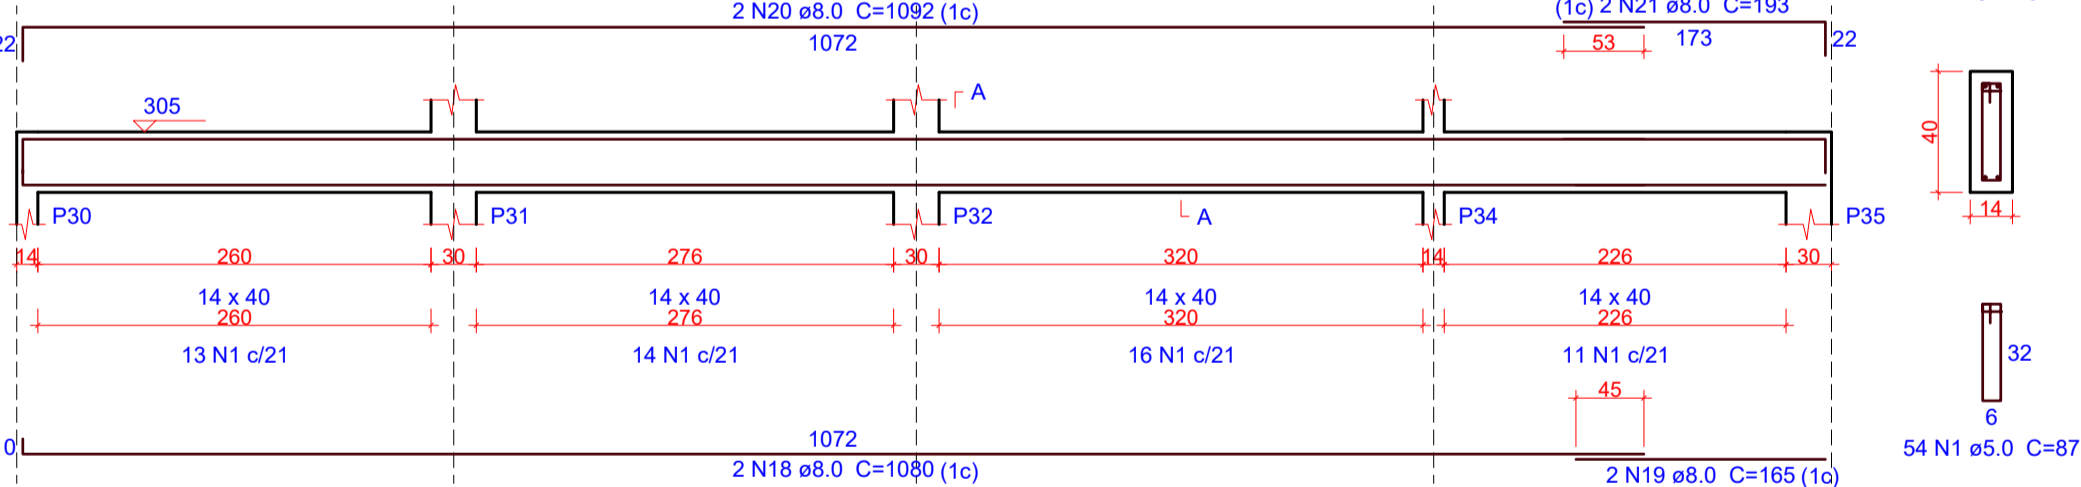 2 N20 ø8.0 C=1092 (1c)
(1c) 2 N21 ø8.0 C=193
22
1072
53
173
22
305
A
40
14
P30
P31
P32
A
P34
P35
14
260
30
276
30
320
14
226
30
14 x 40
14 x 40
14 x 40
14 x 40
260
276
320
226
13 N1 c/21
14 N1 c/21
16 N1 c/21
11 N1 c/21
32
6
54 N1 ø5.0 C=87
45
0
1072
2 N18 ø8.0 C=1080 (1c)
2 N19 ø8.0 C=165 (1c)